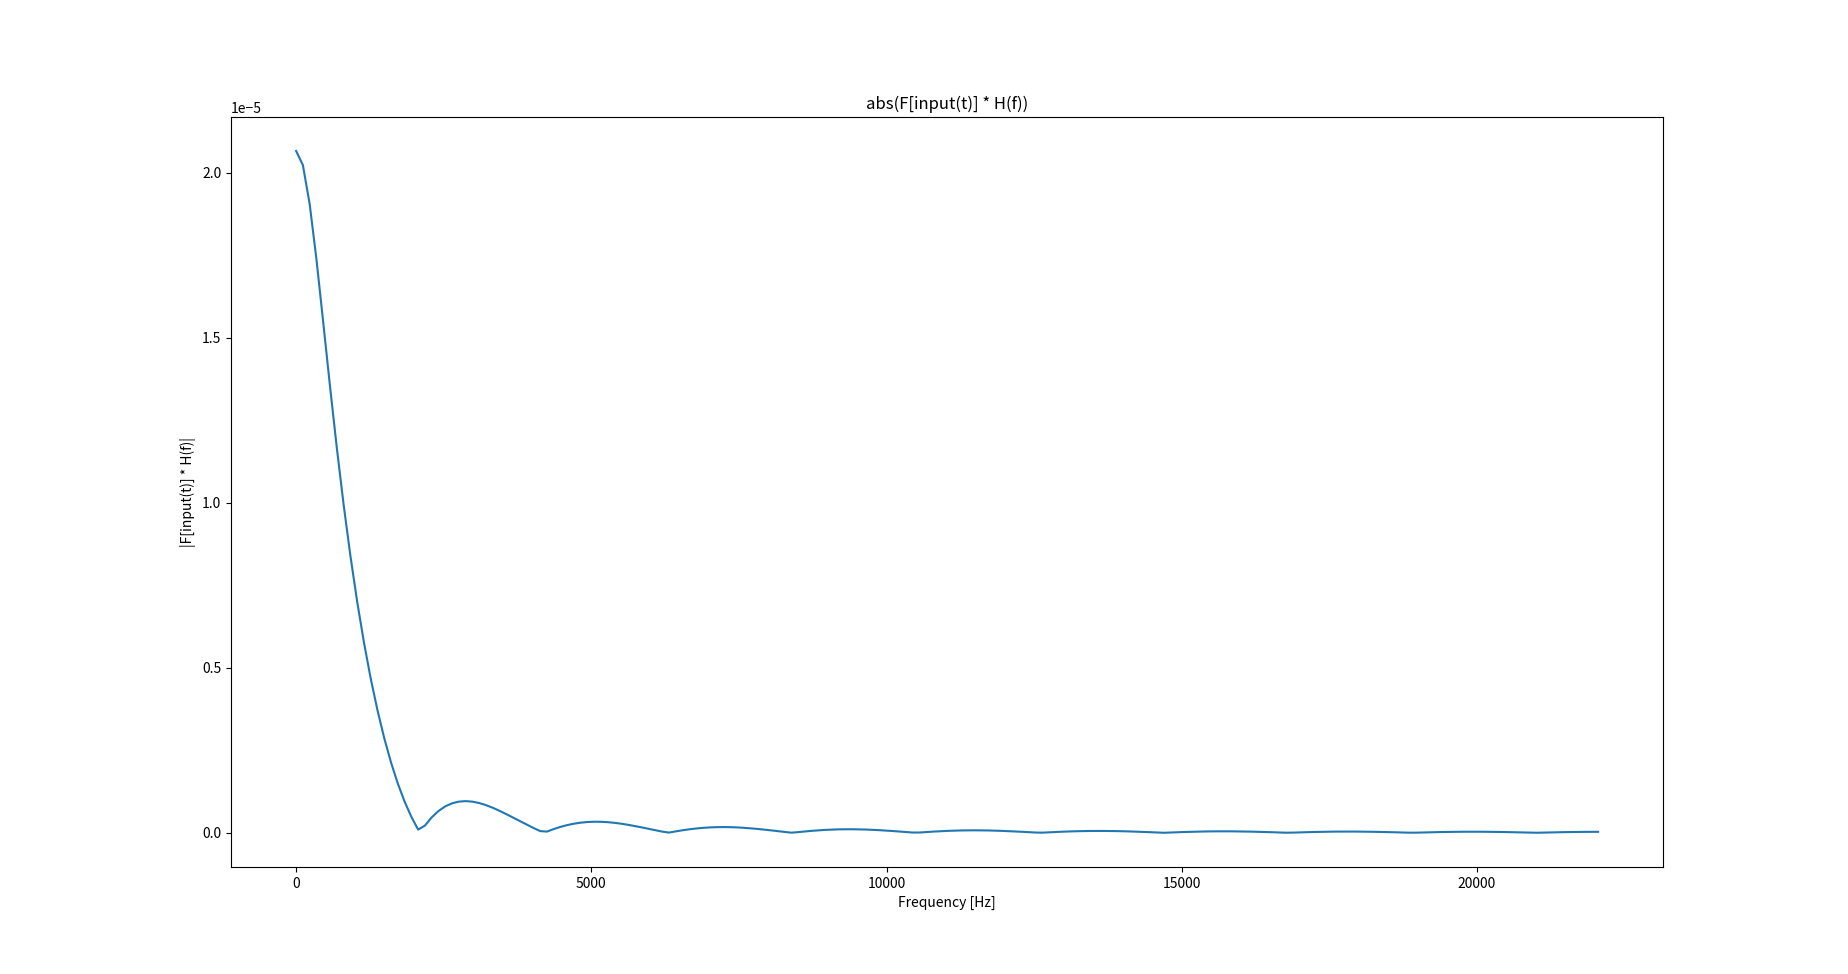 abs(F[input(t)] * H(f))
1e−5
2.0
1.5
1.0
0.5
0.0
|F[input(t)] * H(f)|
0 5000 10000 15000 20000
Frequency [Hz]